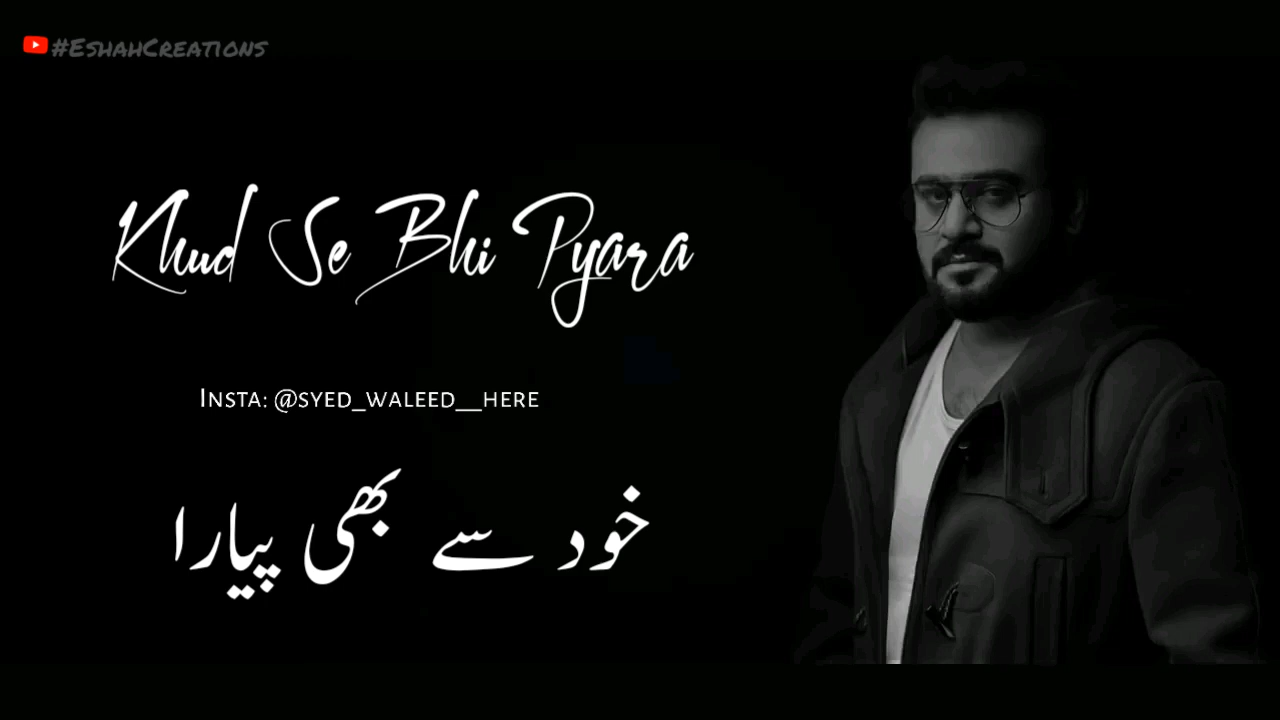 #EshahCreations
Khud Se Bhi Pyara
Insta: @syed_waleed__here
خود سے بھی پیارا